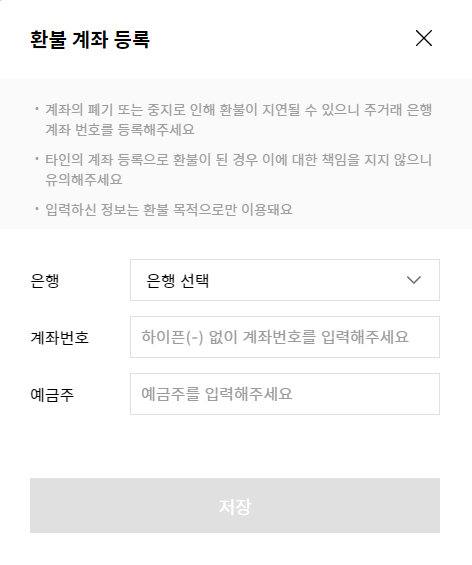 환불 계좌 등록
· 계좌의 폐기 또는 중지로 인해 환불이 지연될 수 있으니 주거래 은행
계좌 번호를 등록해주세요
· 타인의 계좌 등록으로 환불이 된 경우 이에 대한 책임을 지지 않으니
유의해주세요
· 입력하신 정보는 환불 목적으로만 이용돼요
은행 은행 선택
계좌번호 하이픈(-) 없이 계좌번호를 입력해주세요
예금주 예금주를 입력해주세요
저장